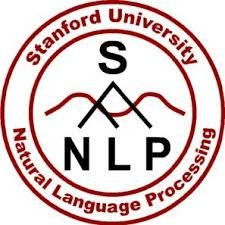 Stanford University
S
NLP
Natural Language Processing